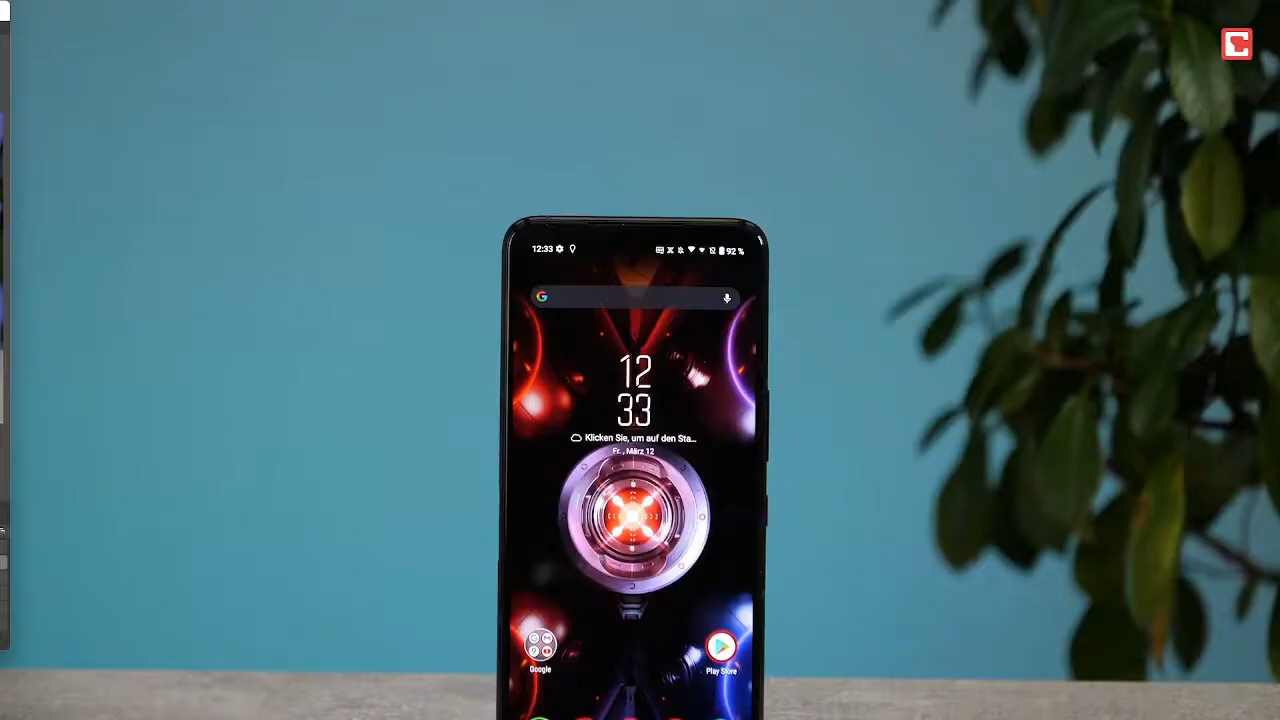 12:33 92 %
12
33
Klicken Sie, um auf den Sta...
Fr., März 12
Google
Play Store